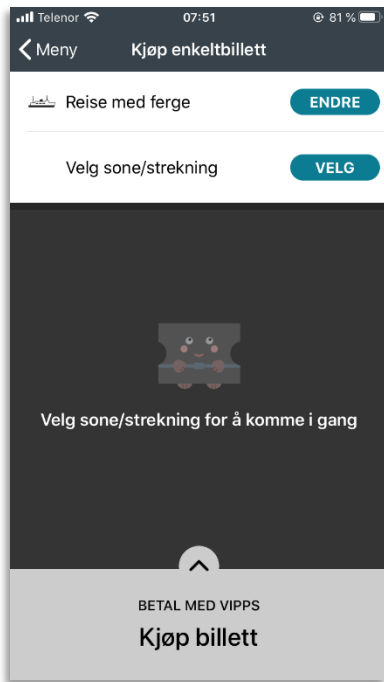 Telenor 07:51 81 %
Meny Kjøp enkeltbillett
Reise med ferge ENDRE
Velg sone/strekning VELG
Velg sone/strekning for å komme i gang
BETAL MED VIPPS
Kjøp billett